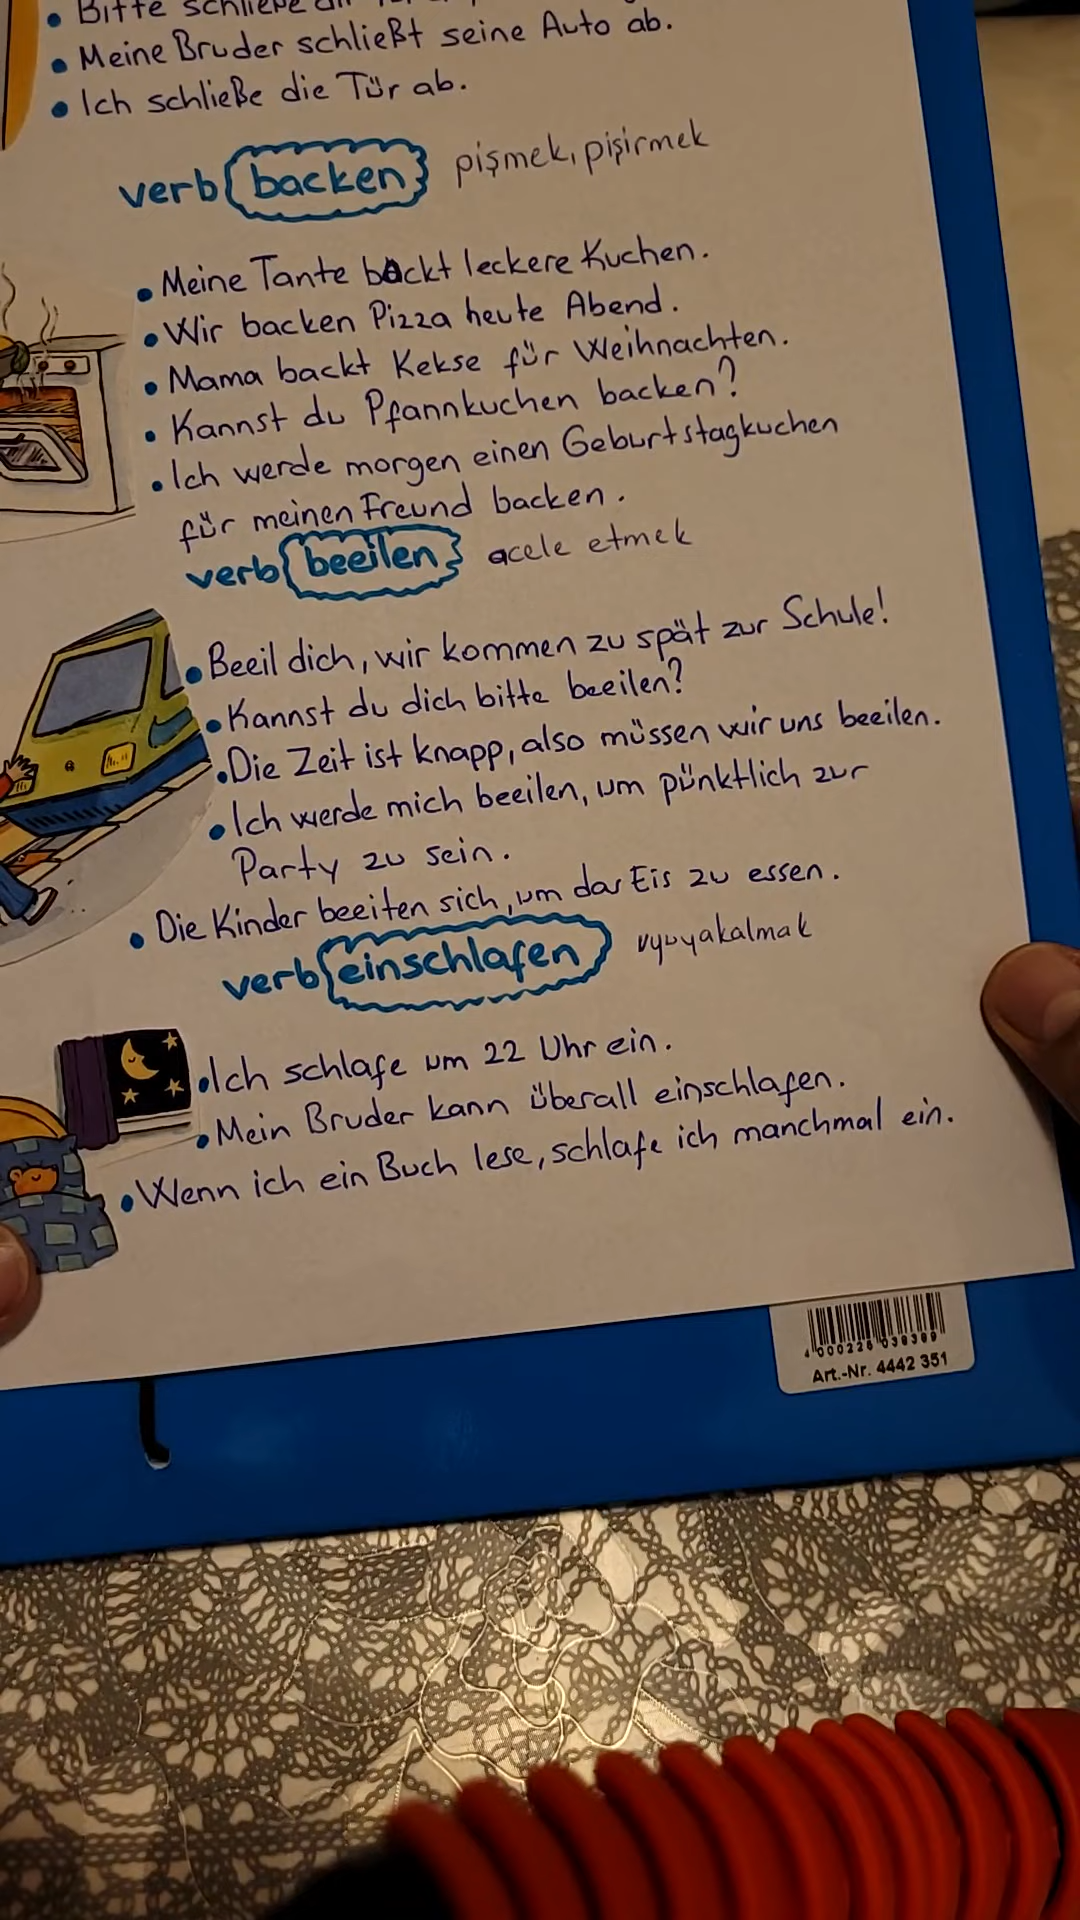 • Bitte schließe
• Meine Bruder schließt seine Auto ab.
• Ich schließe die Tür ab.
verb backen pişmek, pişirmek
• Meine Tante backt leckere Kuchen.
• Wir backen Pizza heute Abend.
• Mama backt Kekse für Weihnachten.
• Kannst du Pfannkuchen backen?
• Ich werde morgen einen Geburtstagkuchen
für meinen Freund backen.
verb beeilen acele etmek
• Beeil dich, wir kommen zu spät zur Schule!
• Kannst du dich bitte beeilen?
• Die Zeit ist knapp, also müssen wir uns beeilen.
• Ich werde mich beeilen, um pünktlich zur
Party zu sein.
• Die Kinder beeilen sich, um das Eis zu essen.
verb einschlafen uyuyakalmak
• Ich schlafe um 22 Uhr ein.
• Mein Bruder kann überall einschlafen.
• Wenn ich ein Buch lese, schlafe ich manchmal ein.
4 000226 030309
Art.-Nr. 4442 351